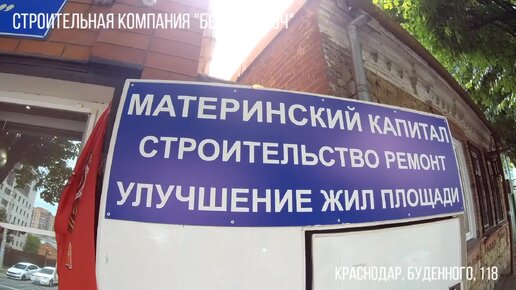 СТРОИТЕЛЬНАЯ КОМПАНИЯ
МАТЕРИНСКИЙ КАПИТАЛ
СТРОИТЕЛЬСТВО РЕМОНТ
УЛУЧШЕНИЕ ЖИЛ ПЛОЩАДИ
КРАСНОДАР, БУДЕННОГО, 118